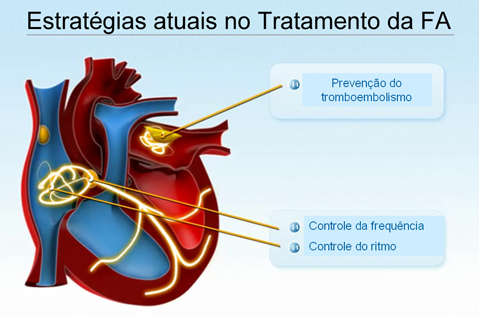 Estratégias atuais no Tratamento da FA
Prevenção do
tromboembolismo
Controle da frequência
Controle do ritmo